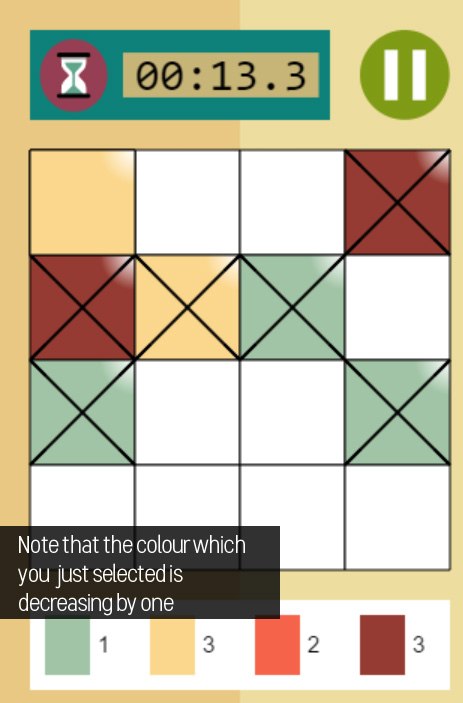 00:13.3
Note that the colour which
you just selected is
decreasing by one
1 3 2 3